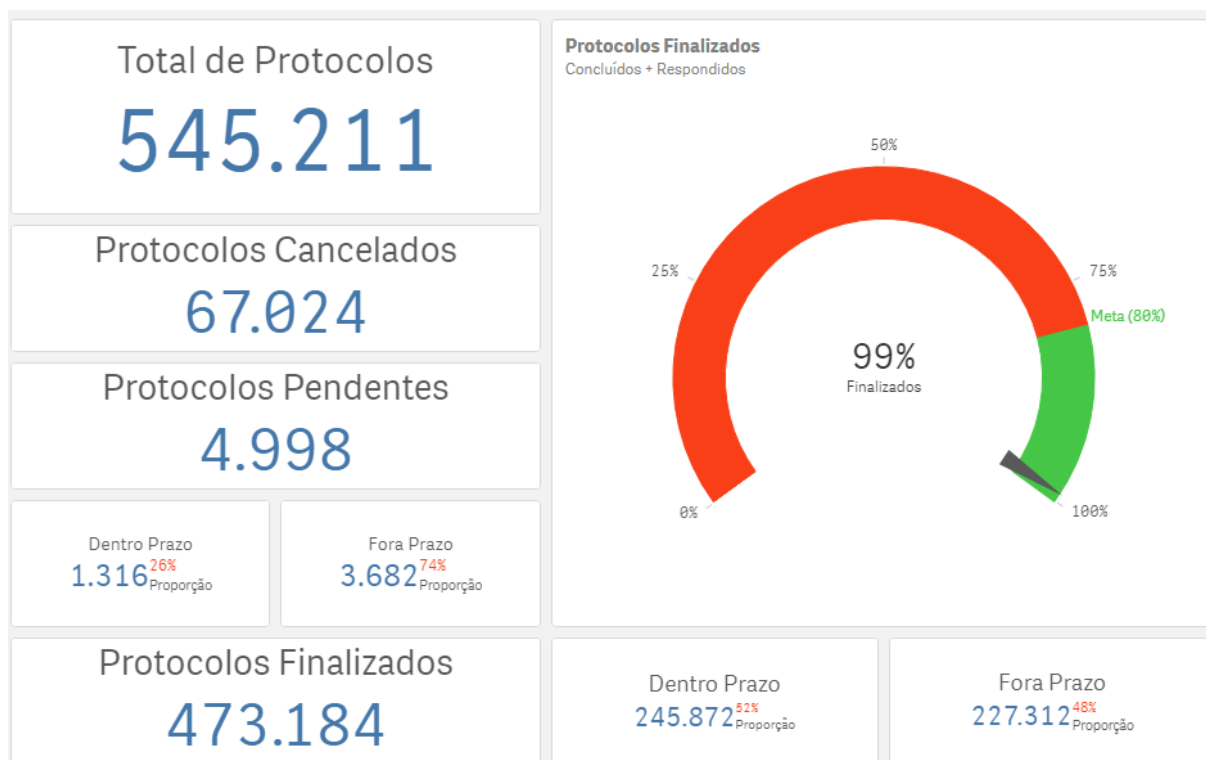 Total de Protocolos
545.211
Protocolos Cancelados
67.024
Protocolos Pendentes
4.998
Dentro Prazo
1.316 26%
Proporção
Fora Prazo
3.682 74%
Proporção
Protocolos Finalizados
473.184
Protocolos Finalizados
Concluídos + Respondidos
50%
25%
75%
Meta (80%)
99%
Finalizados
0%
100%
Dentro Prazo
245.872 52%
Proporção
Fora Prazo
227.312 48%
Proporção